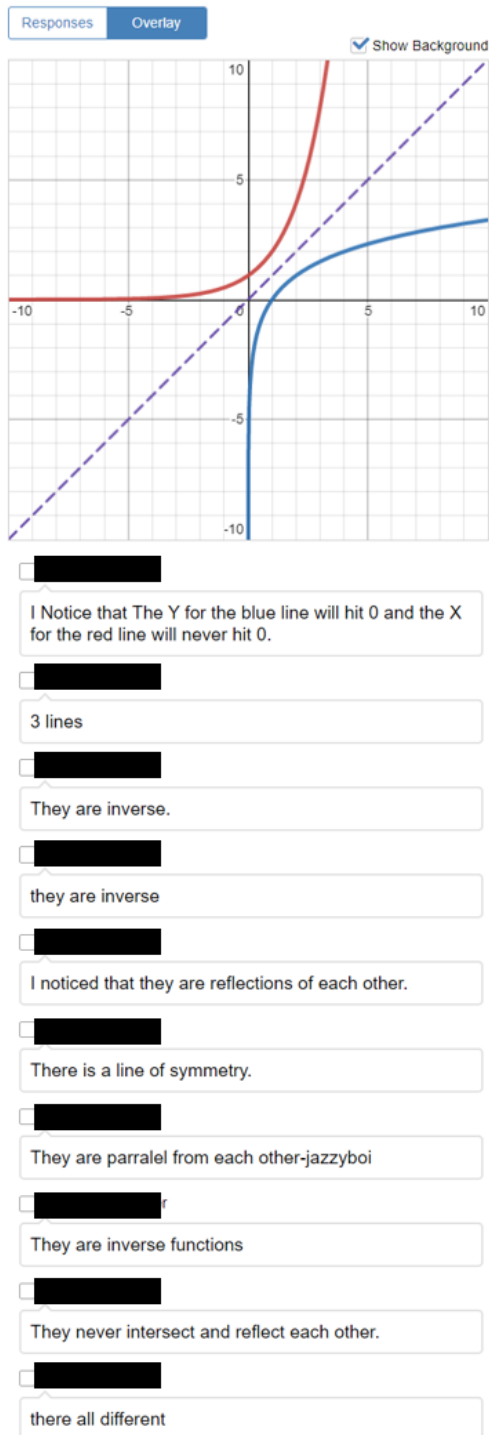 Responses Overlay
Show Background
10
5
-10 -5 0 5 10
-5
-10
I Notice that The Y for the blue line will hit 0 and the X
for the red line will never hit 0.
3 lines
They are inverse.
they are inverse
I noticed that they are reflections of each other.
There is a line of symmetry.
They are parralel from each other-jazzyboi
r
They are inverse functions
They never intersect and reflect each other.
there all different